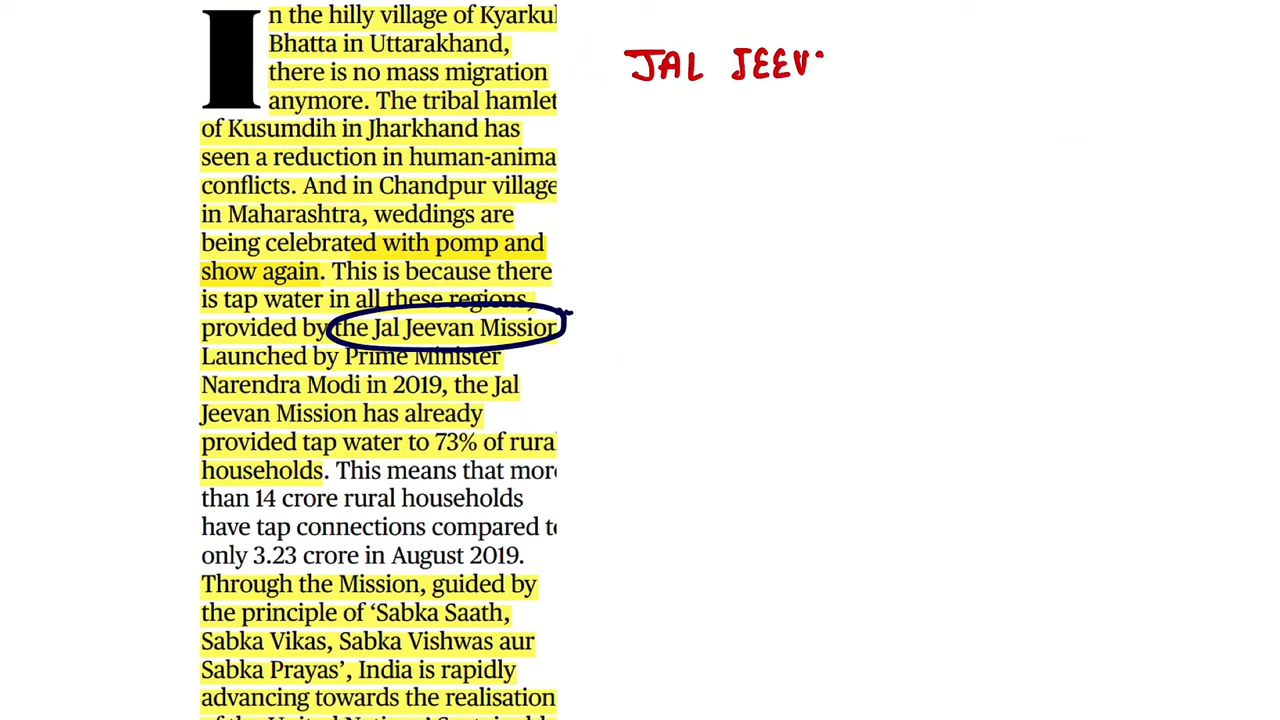 In the hilly village of Kyarkul
Bhatta in Uttarakhand,
there is no mass migration
anymore. The tribal hamlet
of Kusumdih in Jharkhand has
seen a reduction in human-anima
conflicts. And in Chandpur village
in Maharashtra, weddings are
being celebrated with pomp and
show again. This is because there
is tap water in all these regions,
provided by the Jal Jeevan Mission
Launched by Prime Minister
Narendra Modi in 2019, the Jal
Jeevan Mission has already
provided tap water to 73% of rura
households. This means that more
than 14 crore rural households
have tap connections compared to
only 3.23 crore in August 2019.
Through the Mission, guided by
the principle of ‘Sabka Saath,
Sabka Vikas, Sabka Vishwas aur
Sabka Prayas’, India is rapidly
advancing towards the realisation
of the United Nations’
JAL JEEV